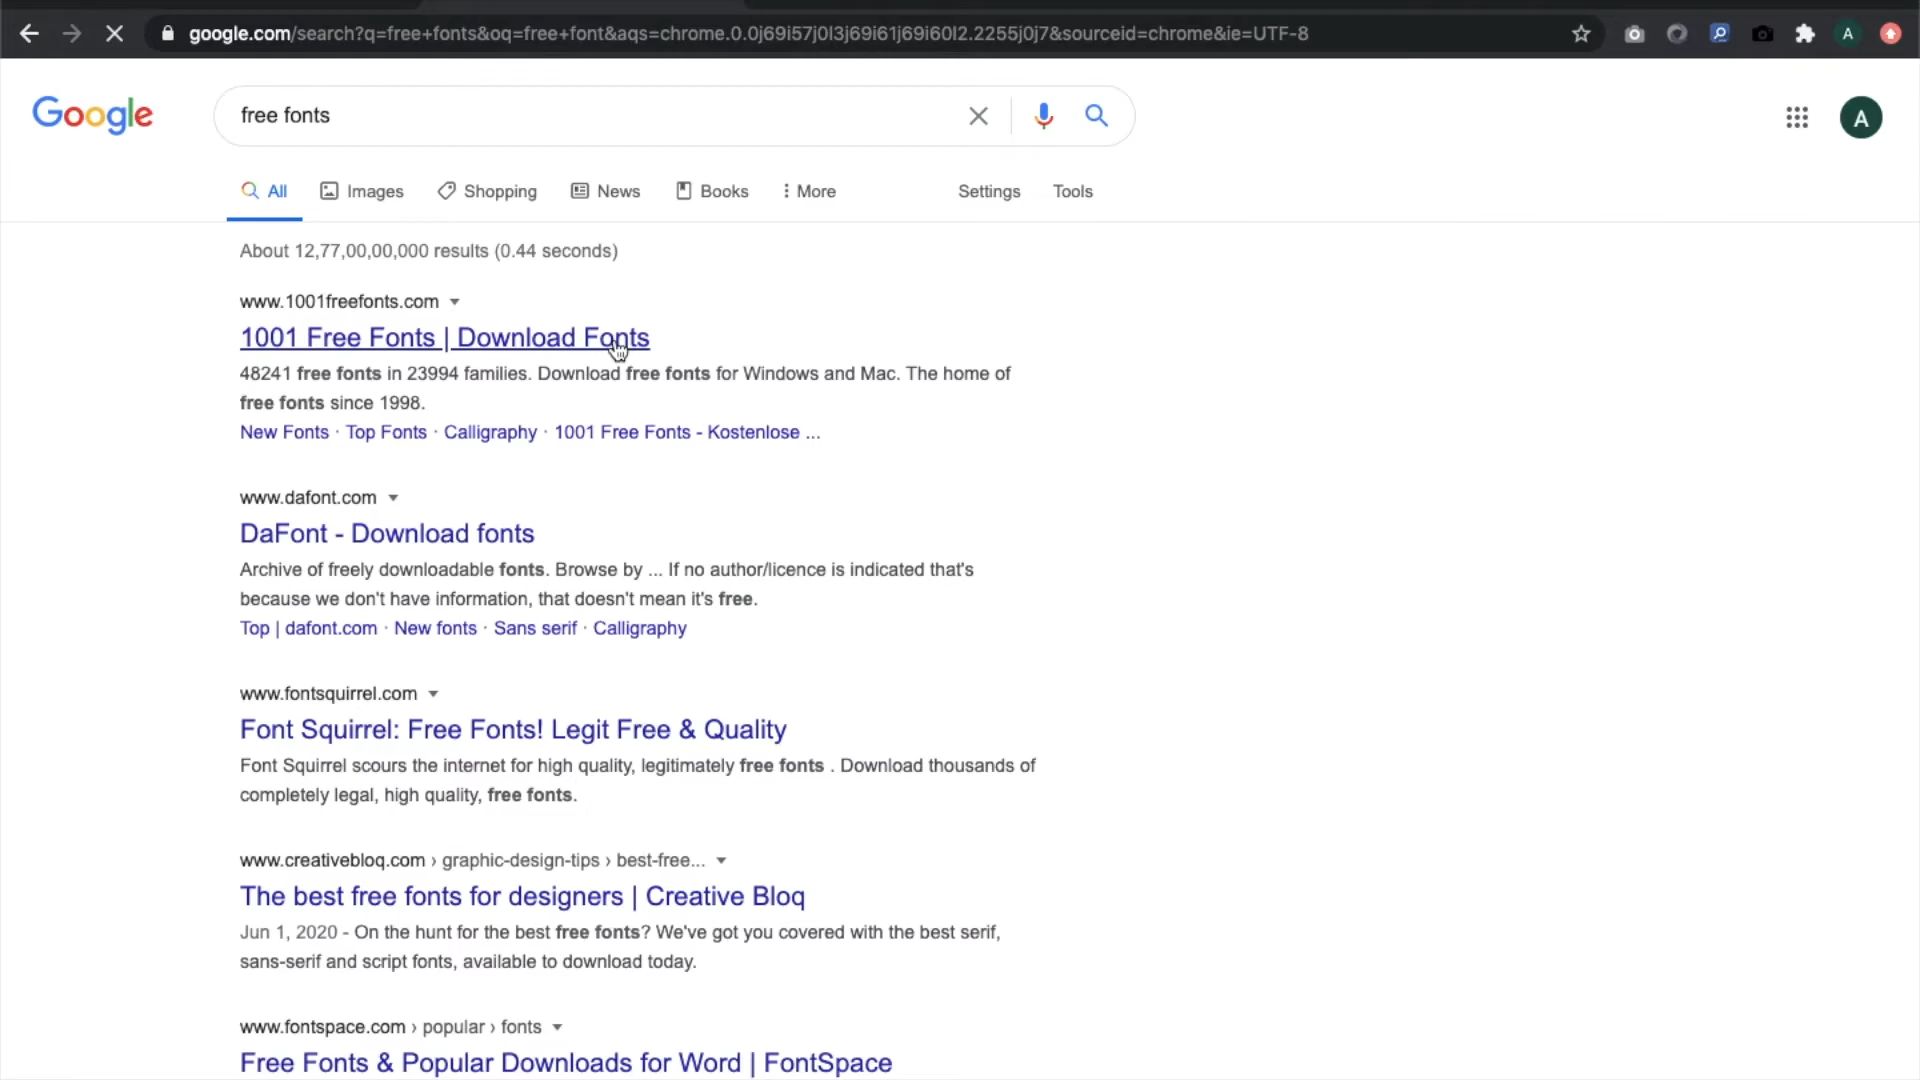 google.com/search?q=free+fonts&oq=free+font&aqs=chrome.0.0j69i57j0l3j69i61j69i60l2.2255j0j7&sourceid=chrome&ie=UTF-8
A
Google
free fonts
A
All
Images
Shopping
News
Books
More
Settings
Tools
About 12,77,00,00,000 results (0.44 seconds)
www.1001freefonts.com
1001 Free Fonts | Download Fonts
48241 free fonts in 23994 families. Download free fonts for Windows and Mac. The home of
free fonts since 1998.
New Fonts · Top Fonts · Calligraphy · 1001 Free Fonts - Kostenlose ...
www.dafont.com
DaFont - Download fonts
Archive of freely downloadable fonts. Browse by ... If no author/licence is indicated that's
because we don't have information, that doesn't mean it's free.
Top | dafont.com · New fonts · Sans serif · Calligraphy
www.fontsquirrel.com
Font Squirrel: Free Fonts! Legit Free & Quality
Font Squirrel scours the internet for high quality, legitimately free fonts . Download thousands of
completely legal, high quality, free fonts.
www.creativebloq.com › graphic-design-tips › best-free...
The best free fonts for designers | Creative Bloq
Jun 1, 2020 - On the hunt for the best free fonts? We've got you covered with the best serif,
sans-serif and script fonts, available to download today.
www.fontspace.com › popular › fonts
Free Fonts & Popular Downloads for Word | FontSpace